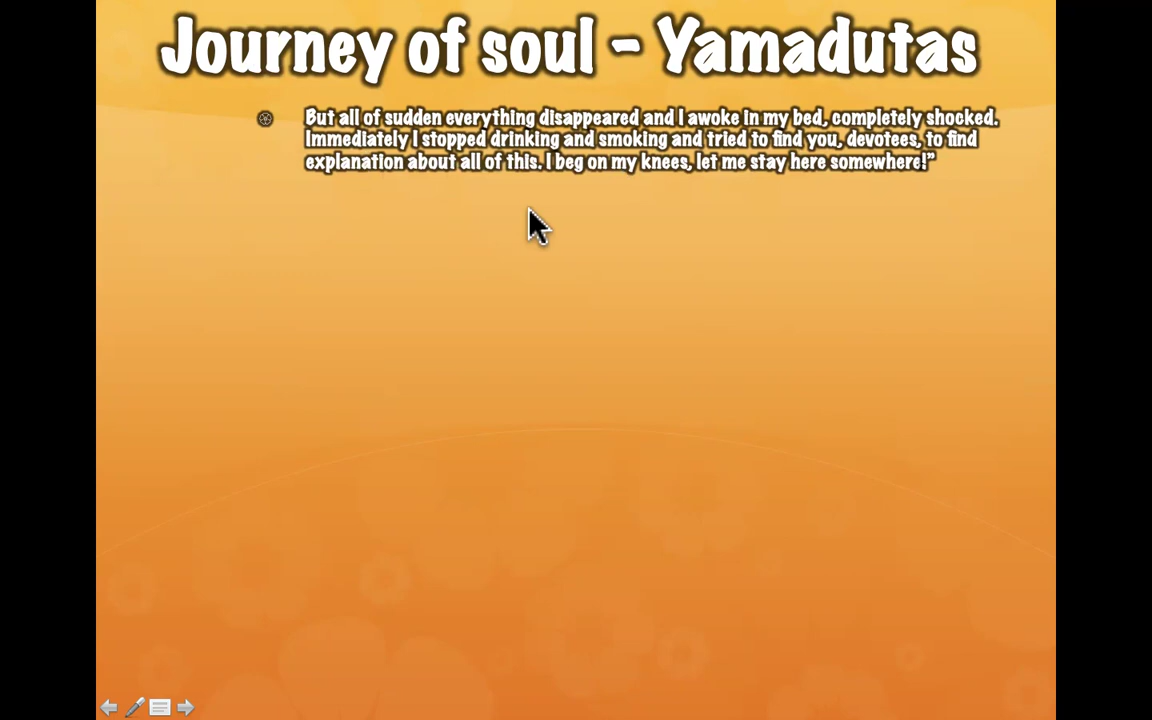 Journey of soul - Yamadutas
But all of sudden everything disappeared and I awoke in my bed, completely shocked.
Immediately I stopped drinking and smoking and tried to find you, devotees, to find
explanation about all of this. I beg on my knees, let me stay here somewhere!”